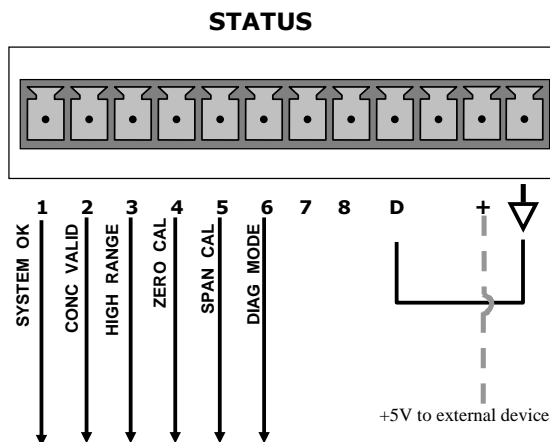 STATUS
1 2 3 4 5 6 7 8 D +
SYSTEM OK
CONC VALID
HIGH RANGE
ZERO CAL
SPAN CAL
DIAG MODE
+5V to external device